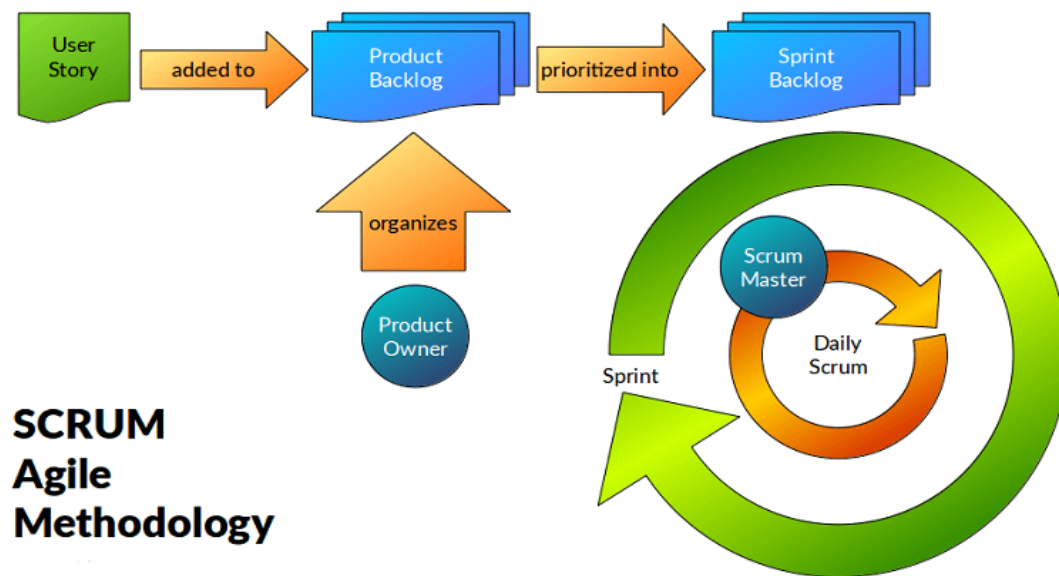 User
Story
added to
Product
Backlog
prioritized into
Sprint
Backlog
organizes
Product
Owner
Scrum
Master
Daily
Scrum
Sprint
SCRUM
Agile
Methodology